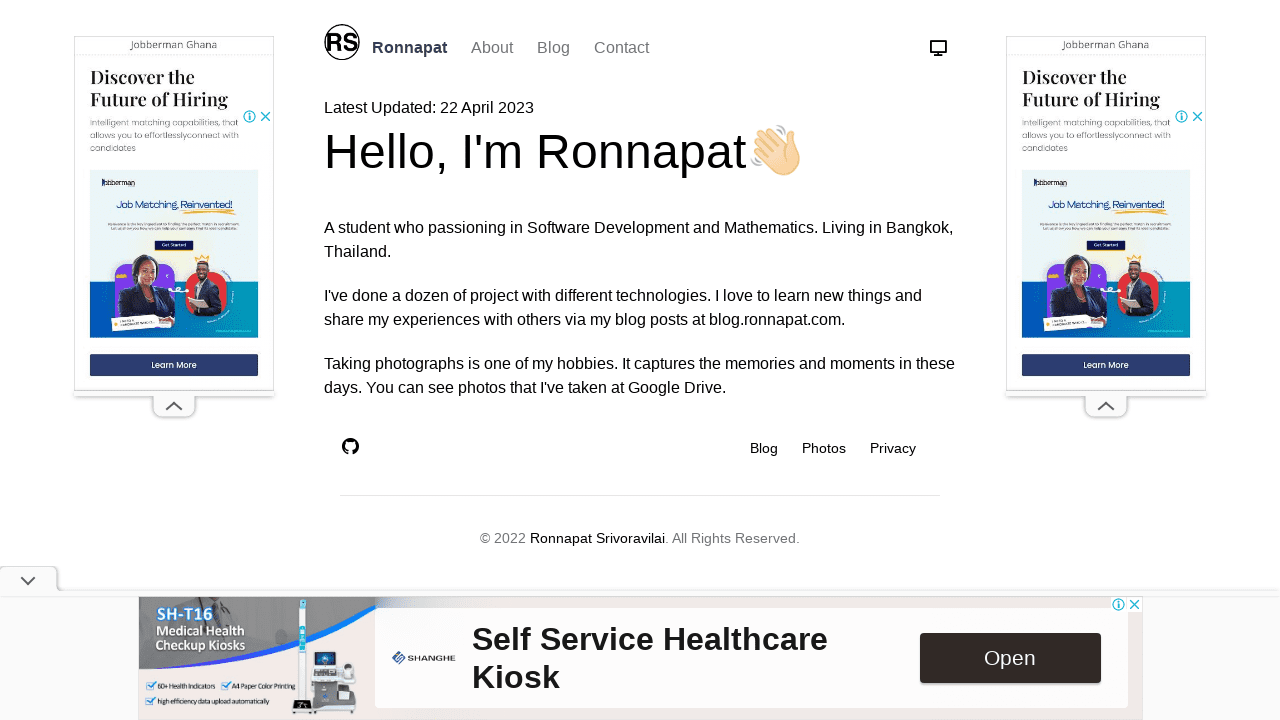 RS Ronnapat About Blog Contact
Latest Updated: 22 April 2023
Hello, I'm Ronnapat
A student who passioning in Software Development and Mathematics. Living in Bangkok,
Thailand.
I've done a dozen of project with different technologies. I love to learn new things and
share my experiences with others via my blog posts at blog.ronnapat.com.
Taking photographs is one of my hobbies. It captures the memories and moments in these
days. You can see photos that I've taken at Google Drive.
Blog Photos Privacy
© 2022 Ronnapat Srivoravilai. All Rights Reserved.
Jobberman Ghana
Discover the
Future of Hiring
Intelligent matching capabilities, that
allows you to effortlesslyconnect with
candidates
Jobberman
Job Matching, Reinvented!
Get Started
Learn More
Jobberman Ghana
Discover the
Future of Hiring
Intelligent matching capabilities, that
allows you to effortlesslyconnect with
candidates
Jobberman
Job Matching, Reinvented!
Get Started
Learn More
SH-T16
Medical Health
Checkup Kiosks
60+ Health Indicators A4 Paper Color Printing
high efficiency data upload automatically
SHANGHE
Self Service Healthcare
Kiosk
Open